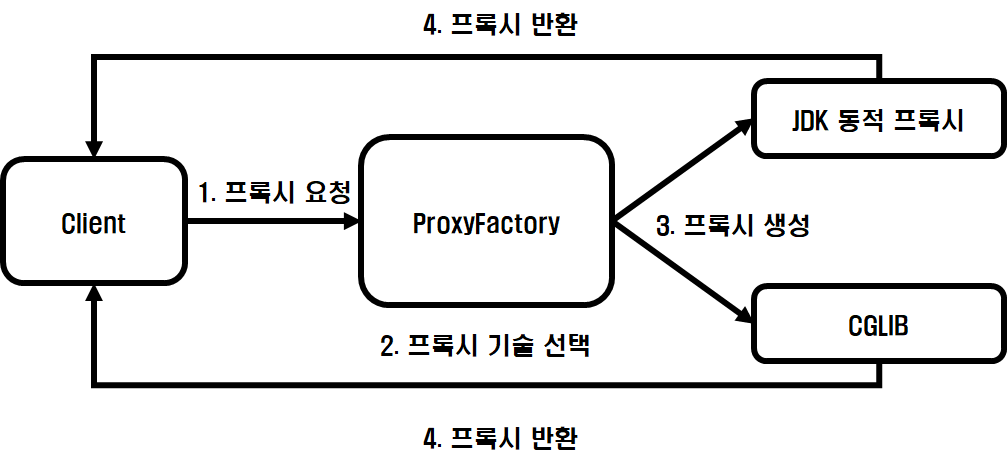 4. 프록시 반환
JDK 동적 프록시
1. 프록시 요청
Client
ProxyFactory
3. 프록시 생성
CGLIB
2. 프록시 기술 선택
4. 프록시 반환